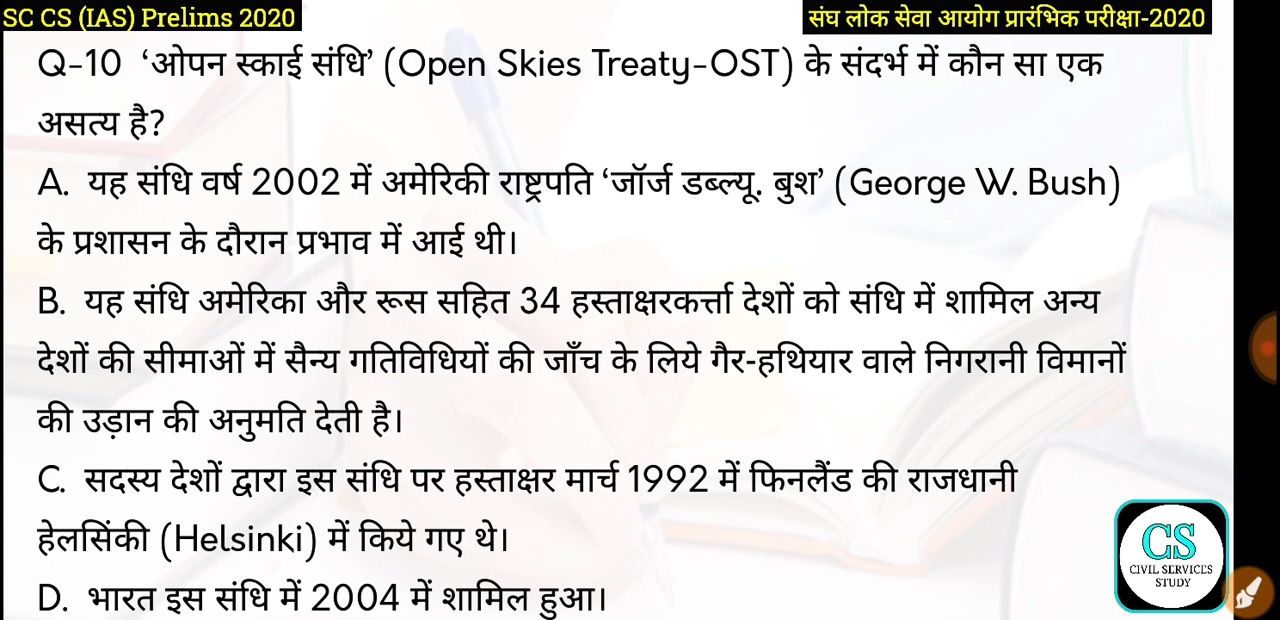 SC CS (IAS) Prelims 2020
संघ लोक सेवा आयोग प्रारंभिक परीक्षा-2020
Q-10 ‘ओपन स्काई संधि’ (Open Skies Treaty-OST) के संदर्भ में कौन सा एक
असत्य है?
A. यह संधि वर्ष 2002 में अमेरिकी राष्ट्रपति ‘जॉर्ज डब्ल्यू. बुश’ (George W. Bush)
के प्रशासन के दौरान प्रभाव में आई थी।
B. यह संधि अमेरिका और रूस सहित 34 हस्ताक्षरकर्त्ता देशों को संधि में शामिल अन्य
देशों की सीमाओं में सैन्य गतिविधियों की जाँच के लिये गैर-हथियार वाले निगरानी विमानों
की उड़ान की अनुमति देती है।
C. सदस्य देशों द्वारा इस संधि पर हस्ताक्षर मार्च 1992 में फिनलैंड की राजधानी
हेलसिंकी (Helsinki) में किये गए थे।
D. भारत इस संधि में 2004 में शामिल हुआ।
CS
CIVIL SERVICES
STUDY